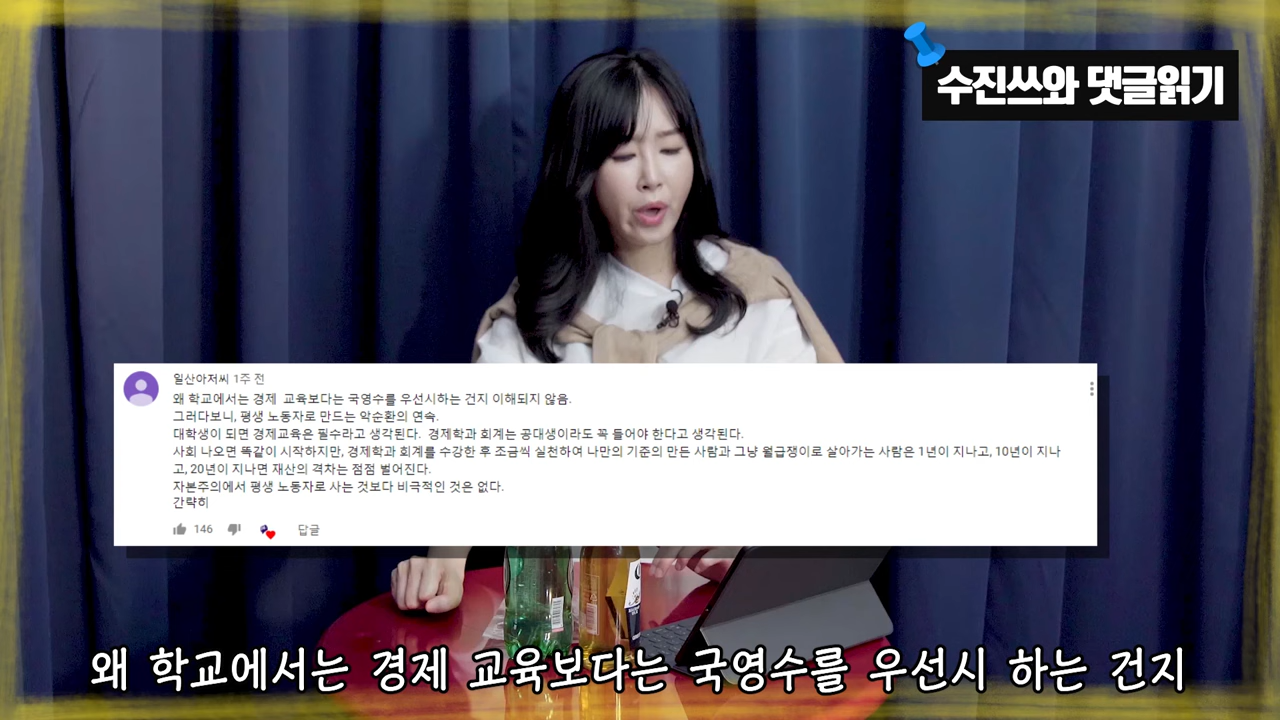 수진쓰와 댓글읽기
일산아저씨 1주 전
왜 학교에서는 경제  교육보다는 국영수를 우선시하는 건지 이해되지 않음.
그러다보니, 평생 노동자로 만드는 악순환의 연속.
대학생이 되면 경제교육은 필수라고 생각된다.  경제학과 회계는 공대생이라도 꼭 들어야 한다고 생각된다.
사회 나오면 똑같이 시작하지만, 경제학과 회계를 수강한 후 조금씩 실천하여 나만의 기준의 만든 사람과 그냥 월급쟁이로 살아가는 사람은 1년이 지나고, 10년이 지나
고, 20년이 지나면 재산의 격차는 점점 벌어진다.
자본주의에서 평생 노동자로 사는 것보다 비극적인 것은 없다.
간략히
146 답글
왜 학교에서는 경제 교육보다는 국영수를 우선시 하는 건지